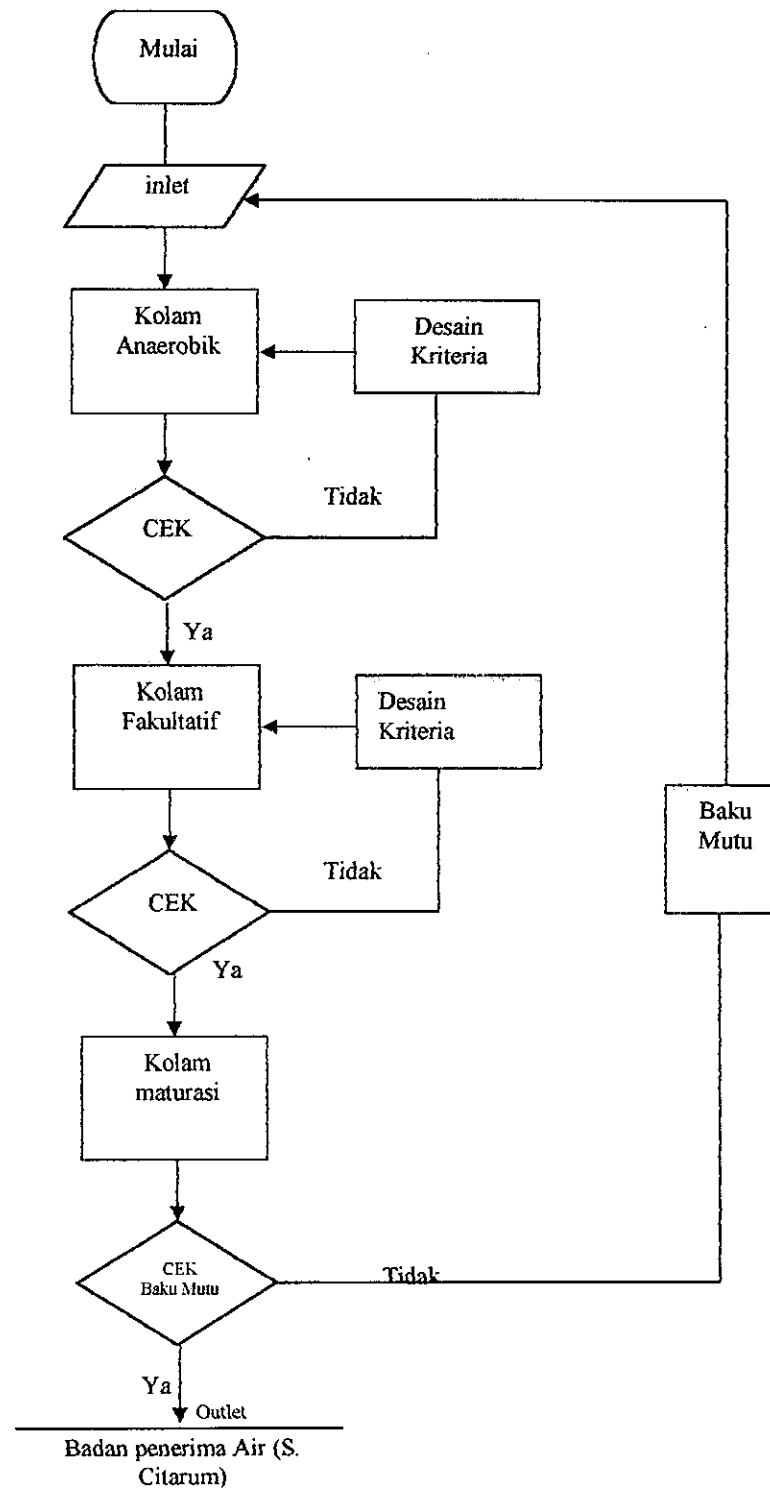 Mulai
inlet
Kolam
Anaerobik
Desain
Kriteria
CEK
Tidak
Ya
Kolam
Fakultatif
Desain
Kriteria
CEK
Tidak
Ya
Baku
Mutu
Kolam
maturasi
CEK
Baku Mutu
Tidak
Ya
Outlet
Badan penerima Air (S.
Citarum)